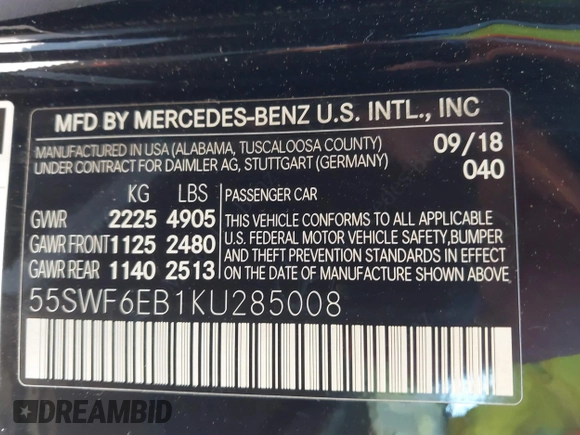 MFD BY MERCEDES-BENZ U.S. INTL., INC
MANUFACTURED IN USA (ALABAMA, TUSCALOOSA COUNTY)
UNDER CONTRACT FOR DAIMLER AG, STUTTGART (GERMANY)
09/18
040
KG LBS
GVWR 2225 4905
GAWR FRONT 1125 2480
GAWR REAR 1140 2513
PASSENGER CAR
THIS VEHICLE CONFORMS TO ALL APPLICABLE
U.S. FEDERAL MOTOR VEHICLE SAFETY,BUMPER,
AND THEFT PREVENTION STANDARDS IN EFFECT
ON THE DATE OF MANUFACTURE SHOWN ABOVE.
55SWF6EB1KU285008
DREAMBID